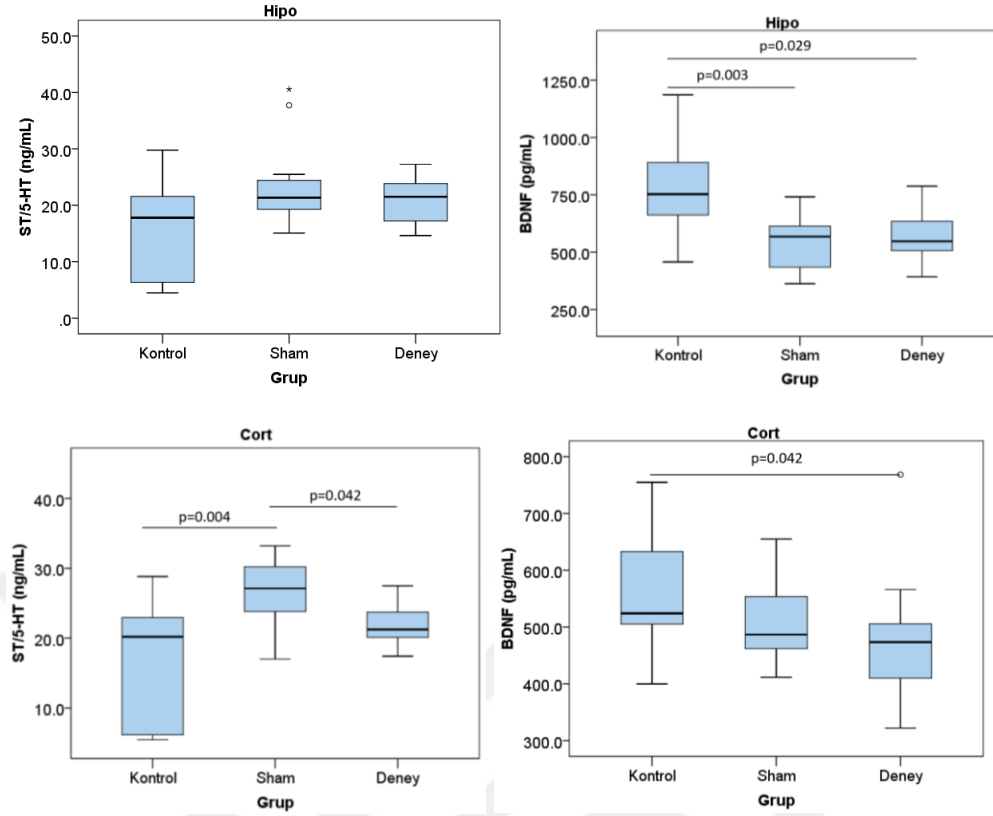 Hipo
ST/5-HT (ng/mL)
50.0
40.0
30.0
20.0
10.0
.0
Kontrol Sham Deney
Grup
Hipo
BDNF (pg/mL)
p=0.029
p=0.003
1250.0
1000.0
750.0
500.0
250.0
Kontrol Sham Deney
Grup
Cort
ST/5-HT (ng/mL)
p=0.042
p=0.004
40.0
30.0
20.0
10.0
Kontrol Sham Deney
Grup
Cort
BDNF (pg/mL)
p=0.042
800.0
700.0
600.0
500.0
400.0
300.0
Kontrol Sham Deney
Grup